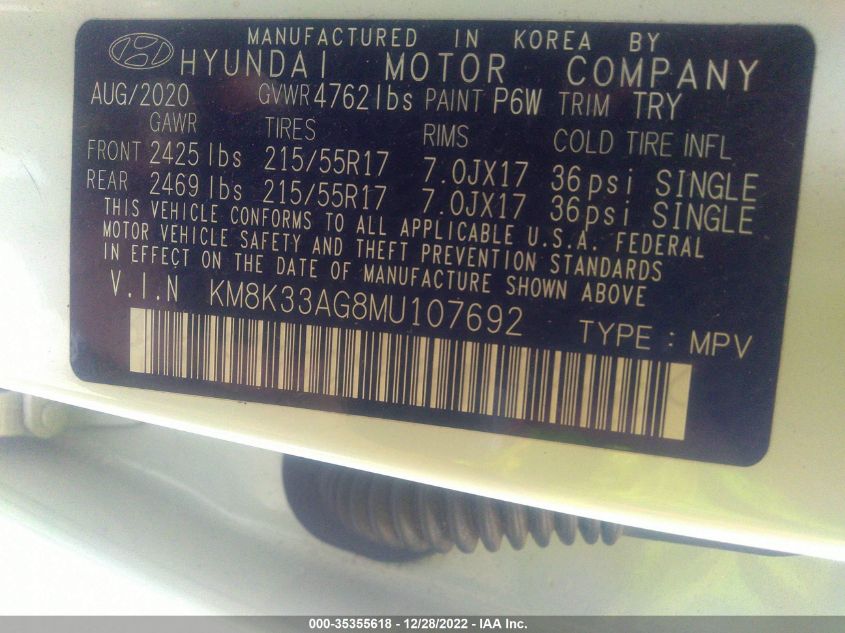 MANUFACTURED IN KOREA BY
HYUNDAI MOTOR COMPANY
AUG/2020 GVWR 4762 lbs PAINT P6W TRIM TRY
GAWR TIRES RIMS COLD TIRE INFL
FRONT 2425 lbs 215/55R17 7.0JX17 36psi SINGLE
REAR 2469 lbs 215/55R17 7.0JX17 36psi SINGLE
THIS VEHICLE CONFORMS TO ALL APPLICABLE U.S.A. FEDERAL
MOTOR VEHICLE SAFETY AND THEFT PREVENTION STANDARDS
IN EFFECT ON THE DATE OF MANUFACTURE SHOWN ABOVE
V.I.N KM8K33AG8MU107692
TYPE : MPV
000-35355618 - 12/28/2022 - IAA Inc.